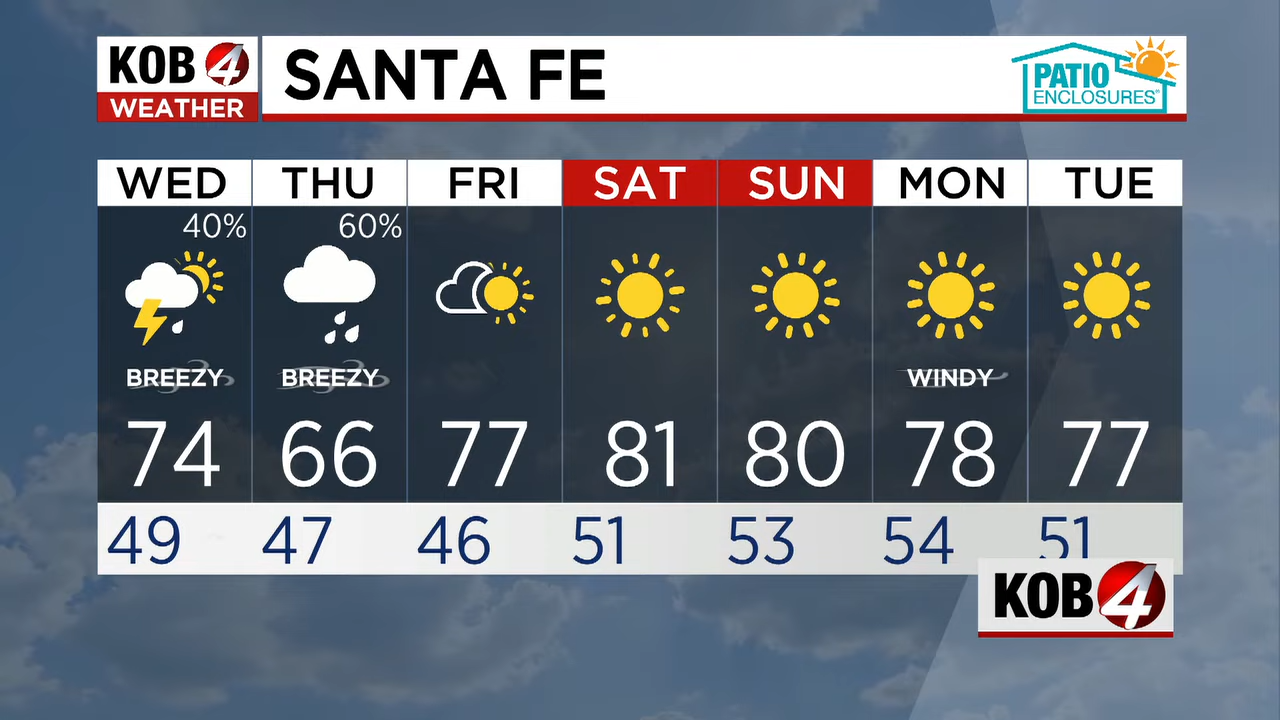 KOB 4
WEATHER
SANTA FE
PATIO
ENCLOSURES®
WED THU FRI SAT SUN MON TUE
40% 60%
BREEZY BREEZY WINDY
74 66 77 81 80 78 77
49 47 46 51 53 54 51
KOB 4